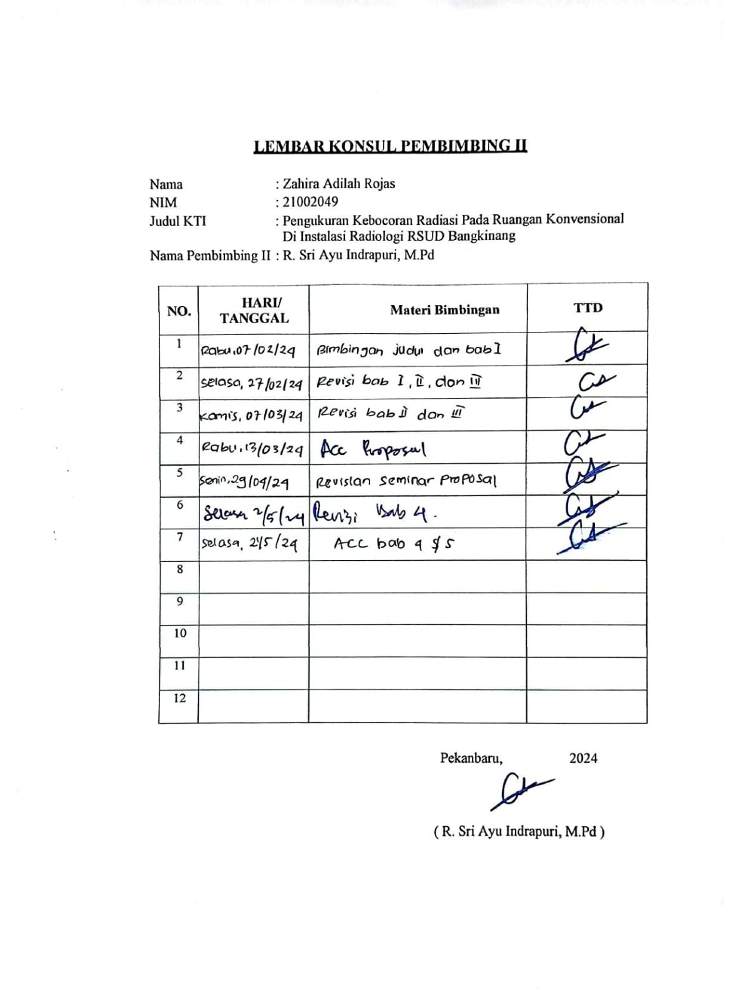 LEMBAR KONSUL PEMBIMBING II
Nama : Zahira Adilah Rojas
NIM : 21002049
Judul KTI : Pengukuran Kebocoran Radiasi Pada Ruangan Konvensional
Di Instalasi Radiologi RSUD Bangkinang
Nama Pembimbing II : R. Sri Ayu Indrapuri, M.Pd
NO. HARI/ TANGGAL Materi Bimbingan TTD
1 Rabu, 07/02/24 Bimbingan judul dan bab I
2 Selasa, 27/02/24 Revisi bab I, II, dan III
3 Kamis, 07/03/24 Revisi bab II dan III
4 Rabu, 13/03/24 Acc Proposal
5 Senin, 29/04/24 Revisian Seminar Proposal
6 Selasa 2/5/24 Revisi Bab 4.
7 Selasa, 21/5/24 ACC bab 4 & 5
8
9
10
11
12
Pekanbaru, 2024
( R. Sri Ayu Indrapuri, M.Pd )